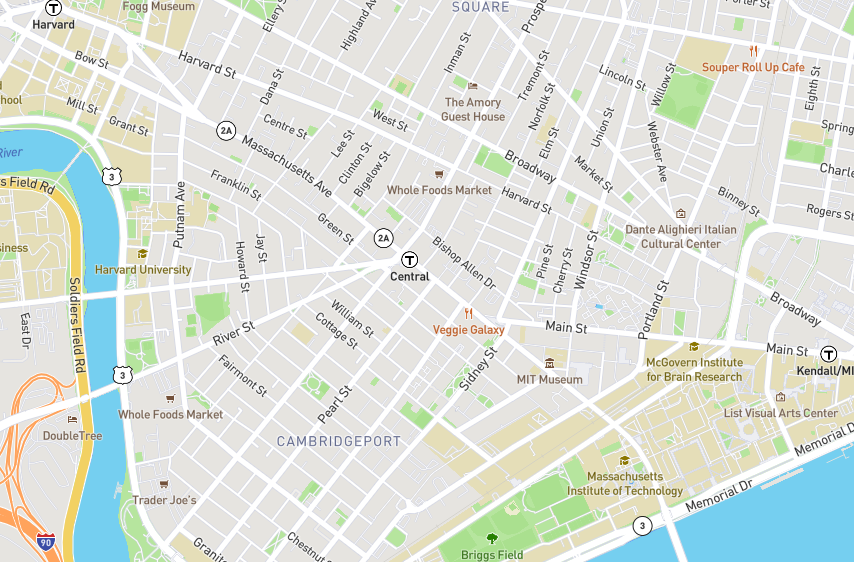 Fogg Museum
Ellery S
Highland Av
SQUARE
Prospe
Porter St
Harvard
Harvard St
Inman St
Souper Roll Up Cafe
Bow St
Dana St
Tremont St
Lincoln St
Willow St
Eighth St
chool
Mill St
Grant St
2A
Centre St
West St
The Amory
Guest House
Norfolk St
Union St
Spring
River
Massachusetts Ave
Lee St
Clinton St
Bigelow St
Elm St
Broadway
Market St
Webster Ave
Charle
s Field Rd
3
Putnam Ave
Franklin St
Whole Foods Market
Harvard St
Binney St
Rogers St
Green St
2A
Dante Alighieri Italian
Cultural Center
siness
Harvard University
Howard St
Jay St
Central
Bishop Allen Dr
Pine St
Cherry St
Windsor St
Portland St
Broadway
Soldiers Field Rd
East Dr
River St
William St
Cottage St
Veggie Galaxy
Main St
Main St
Kendall/MI
3
Fairmont St
Pearl St
Sidney St
MIT Museum
McGovern Institute
for Brain Research
Whole Foods Market
List Visual Arts Center
DoubleTree
CAMBRIDGEPORT
Memorial D
Massachusetts
Institute of Technology
Trader Joe's
Memorial Dr
3
90
Granit
Chestnut S
Briggs Field